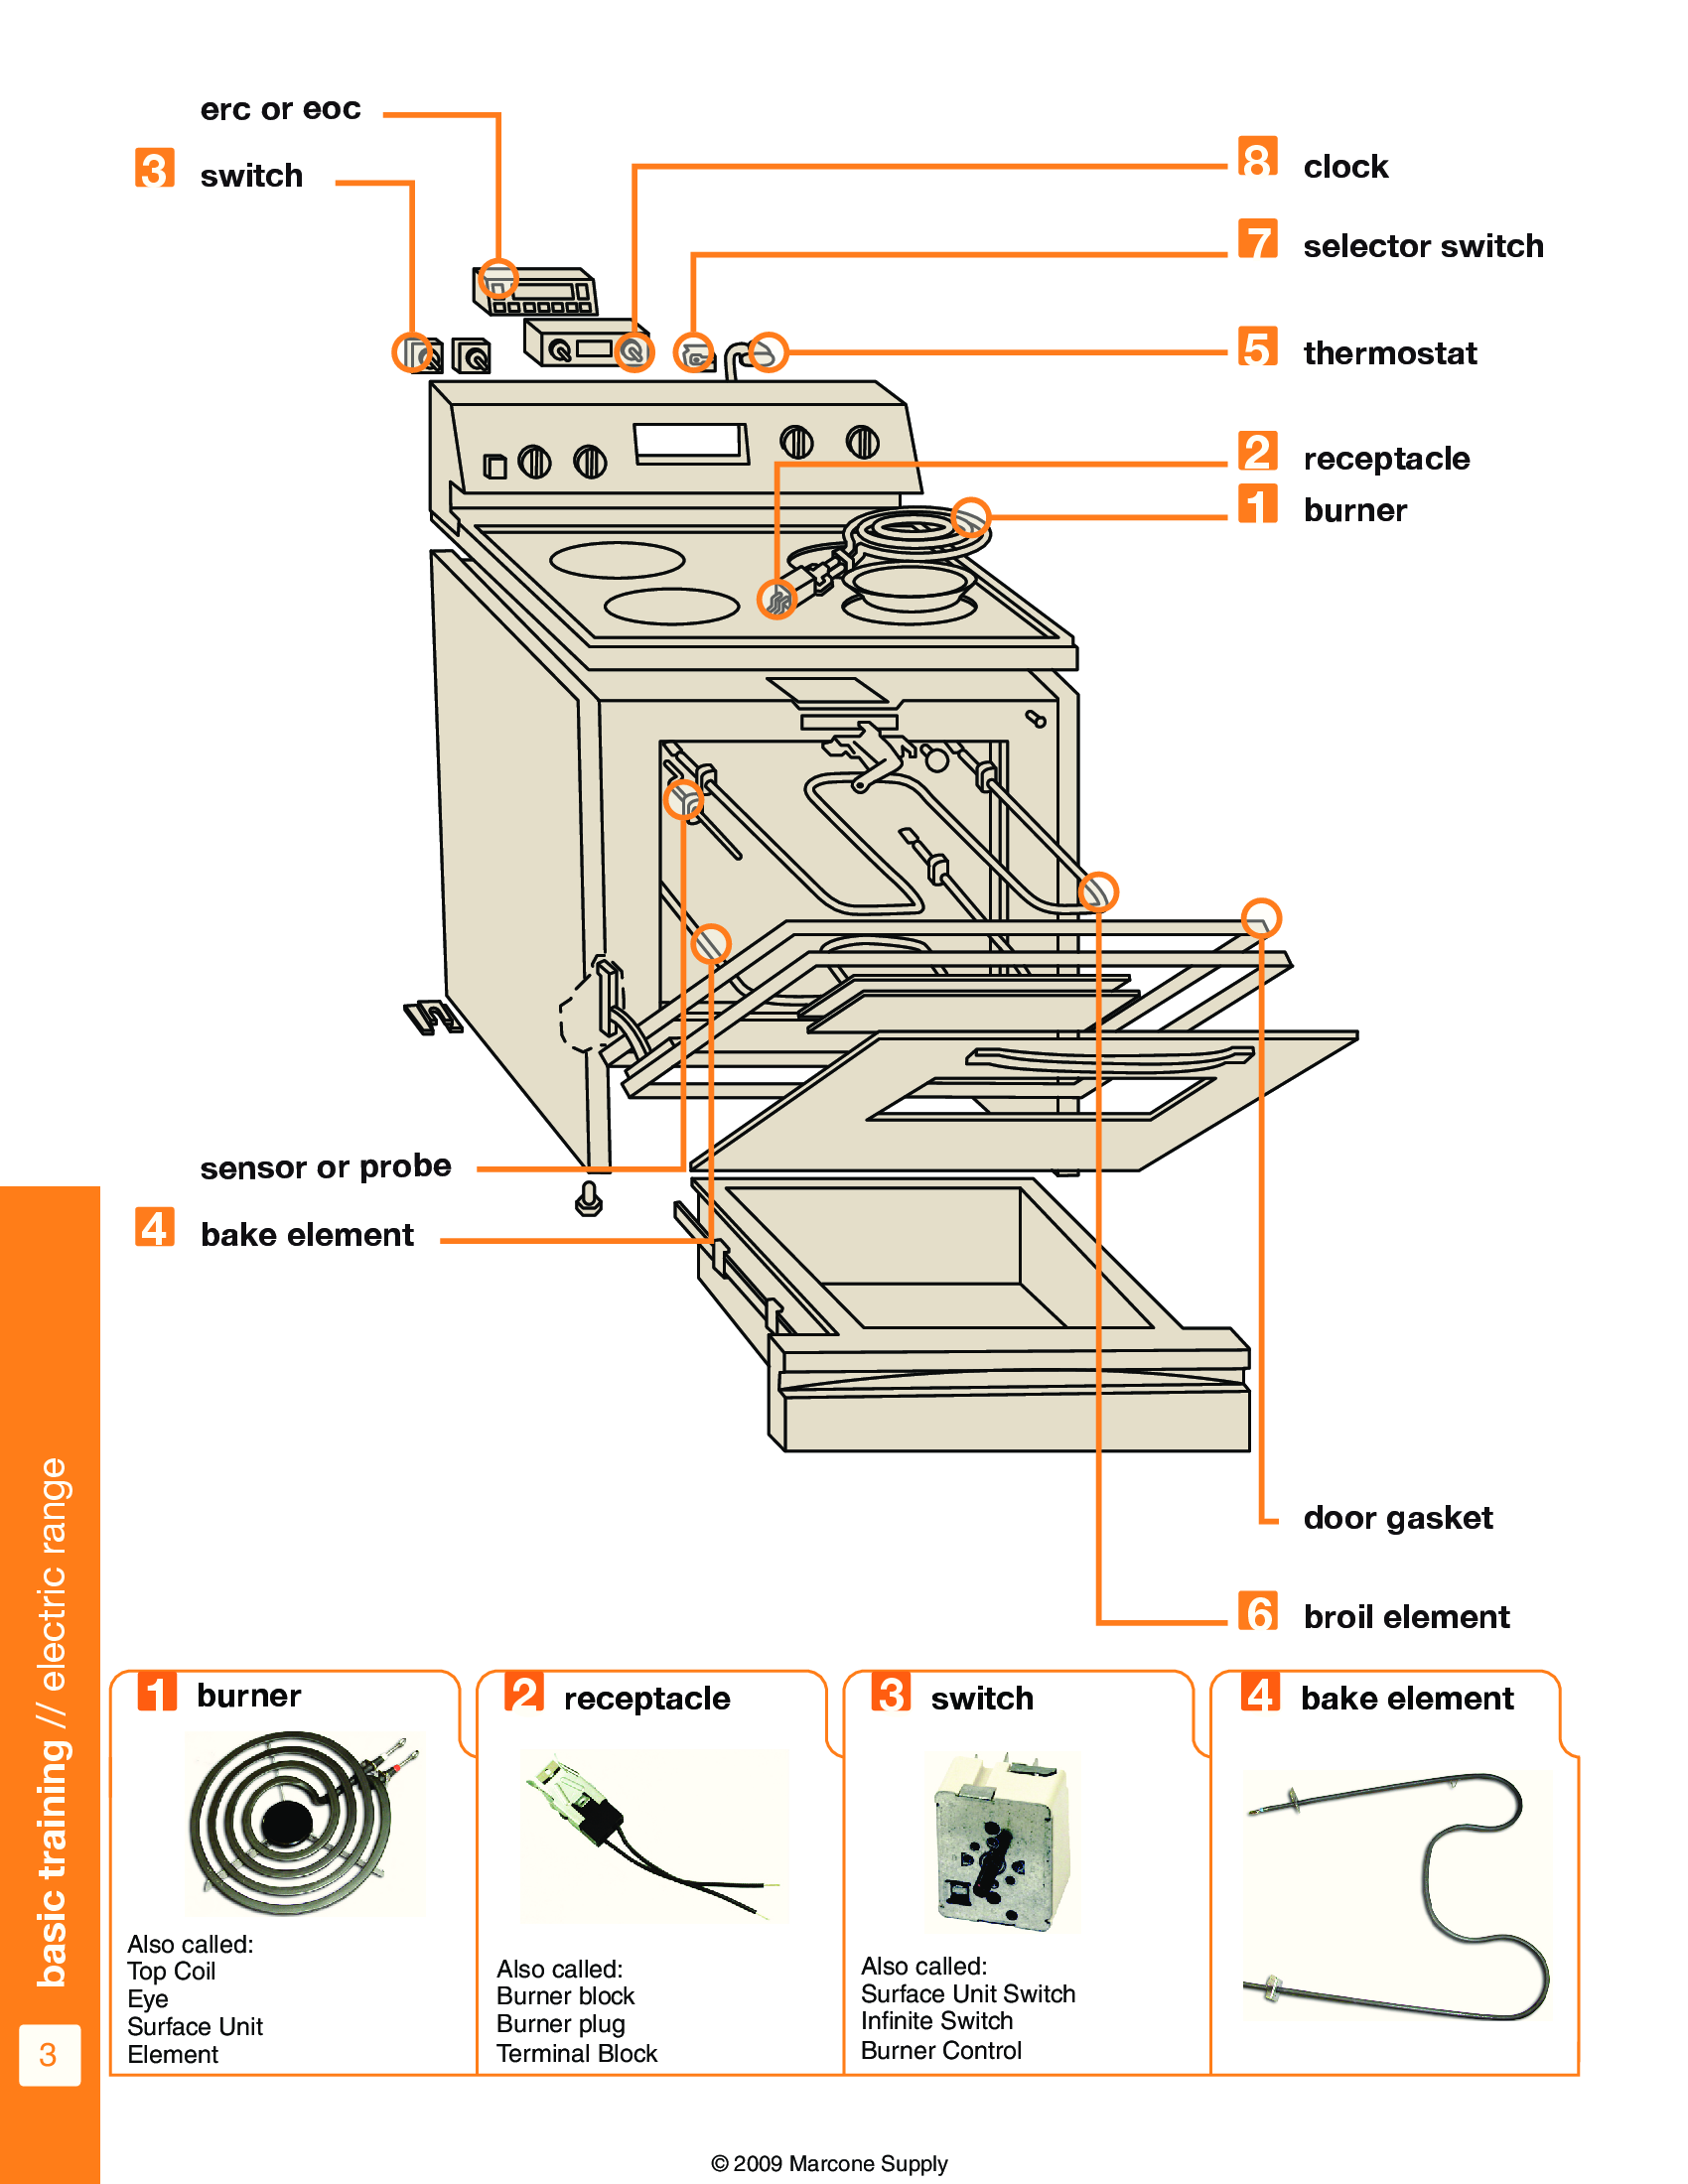 erc or eoc
3 switch
8 clock
7 selector switch
5 thermostat
2 receptacle
1 burner
sensor or probe
4 bake element
door gasket
6 broil element
basic training // electric range
3
1 burner
Also called:
Top Coil
Eye
Surface Unit
Element
2 receptacle
Also called:
Burner block
Burner plug
Terminal Block
3 switch
Also called:
Surface Unit Switch
Infinite Switch
Burner Control
4 bake element
© 2009 Marcone Supply